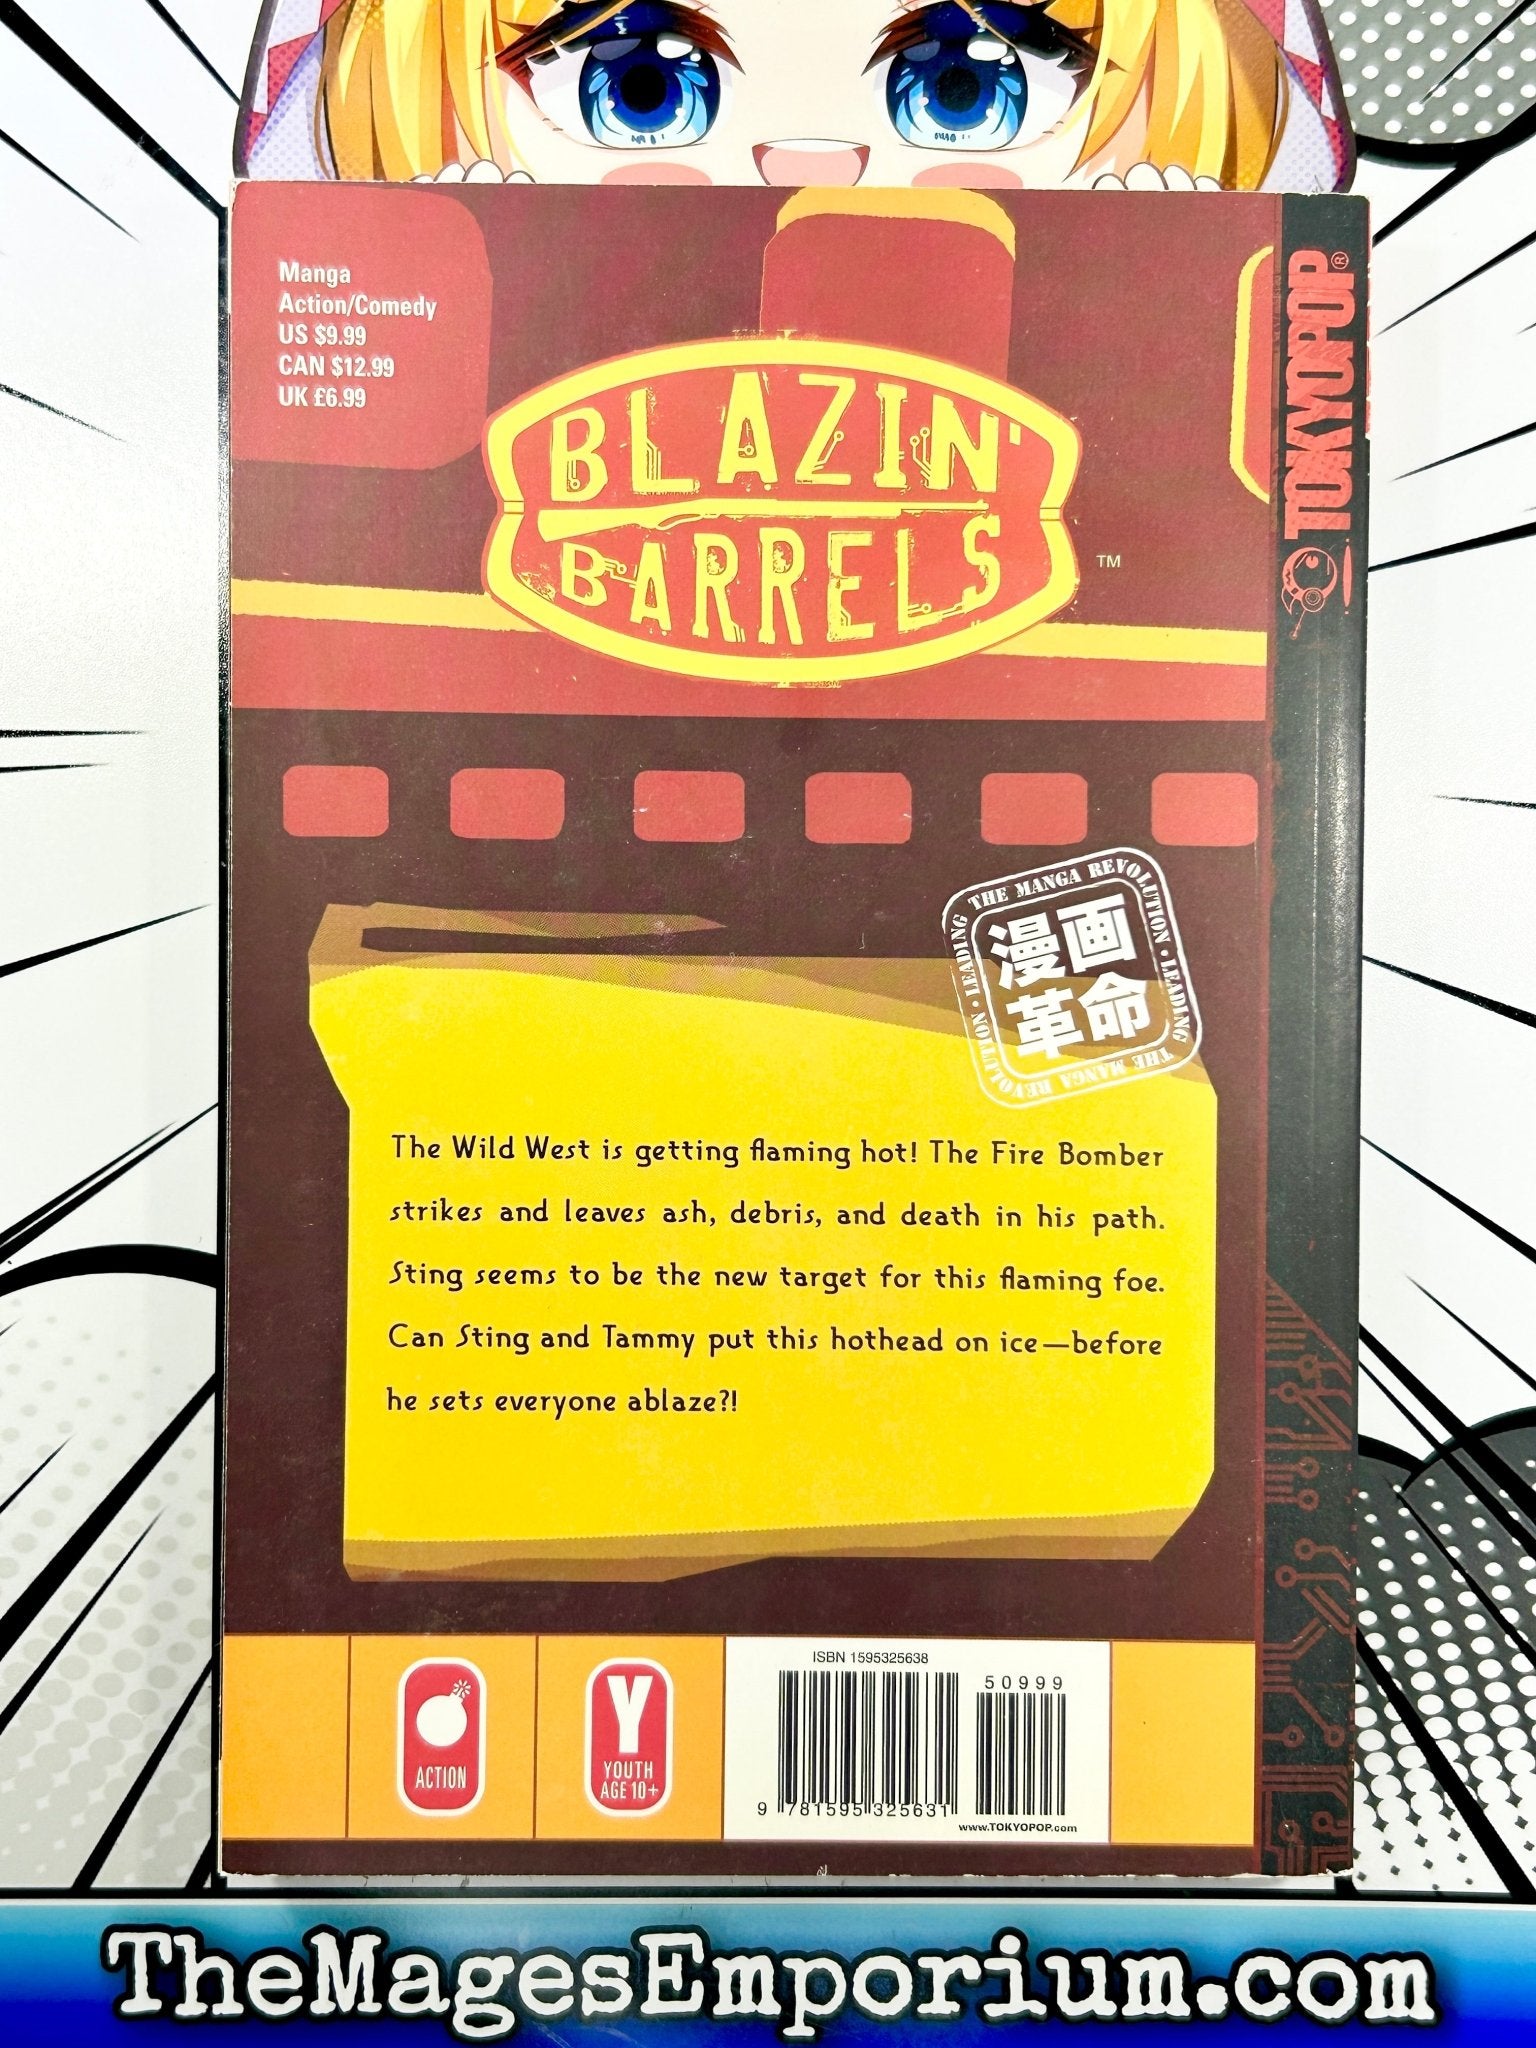 Manga
Action/Comedy
US $9.99
CAN $12.99
UK £6.99
BLAZIN'
BARRELS
TM
TOKYOPOP®
LEADING THE MANGA REVOLUTION • LEADING THE MANGA REVOLUTION •
漫画
革命
The Wild West is getting flaming hot! The Fire Bomber
strikes and leaves ash, debris, and death in his path.
Sting seems to be the new target for this flaming foe.
Can Sting and Tammy put this hothead on ice—before
he sets everyone ablaze?!
ACTION
Y
YOUTH
AGE 10+
ISBN 1595325638
50999
9 781595 325631
www.TOKYOPOP.com
TheMagesEmporium.com